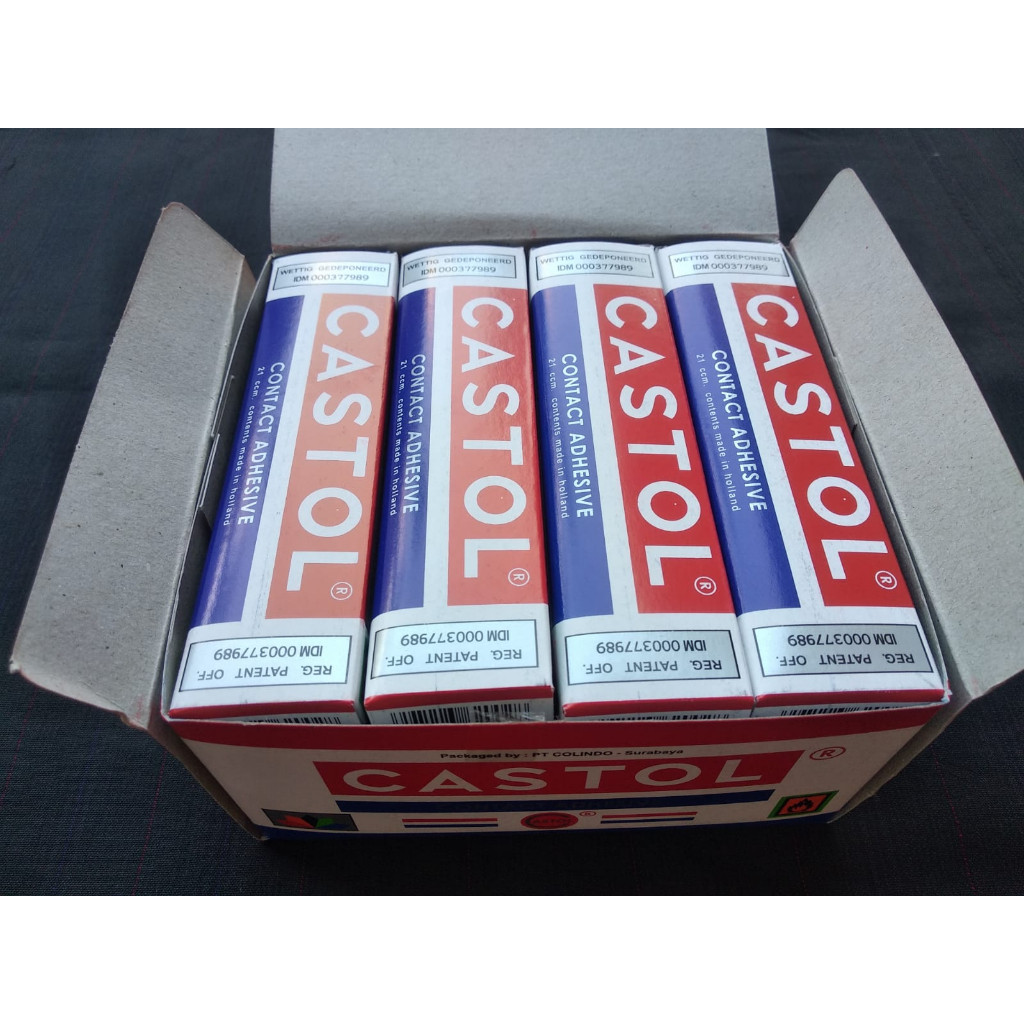 WETTIG GEDEPONEERD
IDM 000377989
CASTOL®
CONTACT ADHESIVE
21 ccm. contents made in holland
REG. PATENT OFF.
IDM 000377989
WETTIG GEDEPONEERD
IDM 000377989
CASTOL®
CONTACT ADHESIVE
21 ccm. contents made in holland
REG. PATENT OFF.
IDM 000377989
WETTIG GEDEPONEERD
IDM 000377989
CASTOL®
CONTACT ADHESIVE
21 ccm. contents made in holland
REG. PATENT OFF.
IDM 000377989
WETTIG GEDEPONEERD
IDM 000377989
CASTOL®
CONTACT ADHESIVE
21 ccm. contents made in holland
REG. PATENT OFF.
IDM 000377989
Packaged by : PT COLINDO - Surabaya
CASTOL®
®